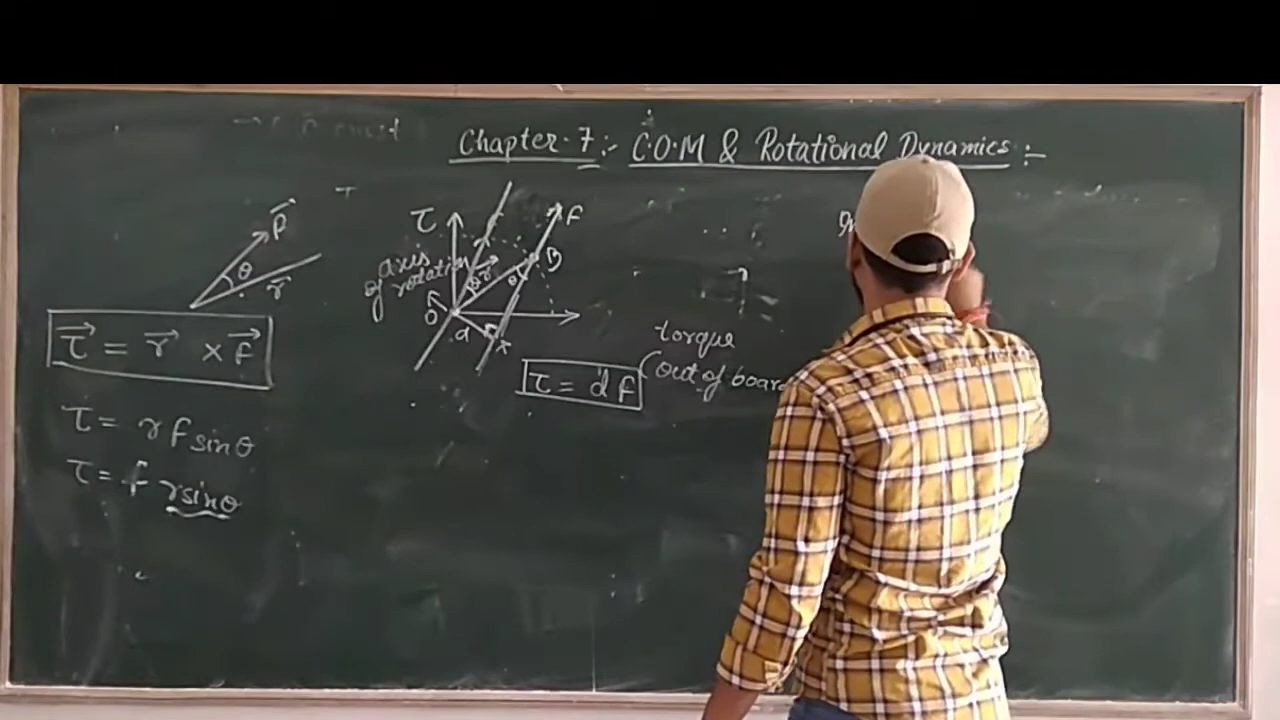 Chapter-7:- C.O.M & Rotational Dynamics :-
P⃗
θ
r⃗
τ⃗ = r⃗ × F⃗
τ = r F sinθ
τ = f r sinθ
τ
F
axis
of rotation
r
θ
B
θ
O
d
A
τ = d F
torque
(out of board